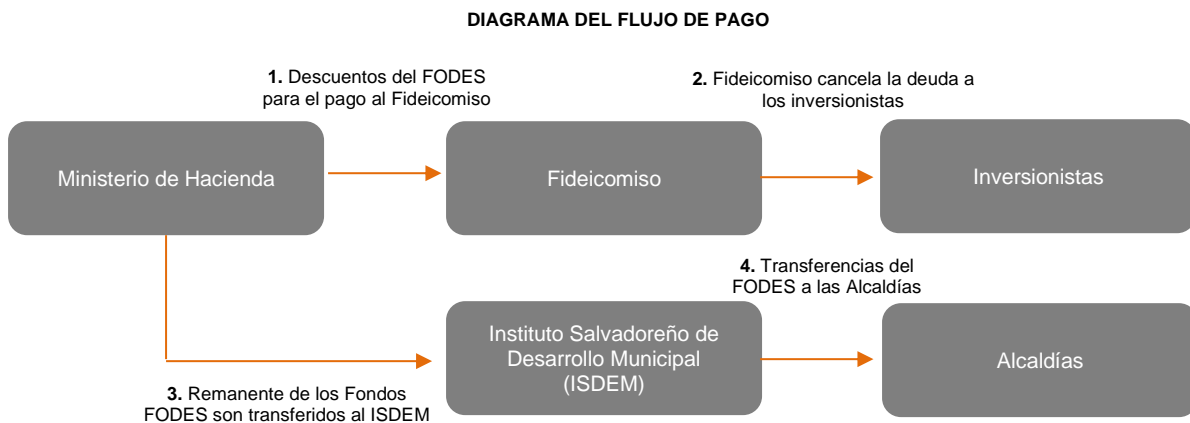 DIAGRAMA DEL FLUJO DE PAGO
1. Descuentos del FODES
para el pago al Fideicomiso
2. Fideicomiso cancela la deuda a
los inversionistas
Ministerio de Hacienda
Fideicomiso
Inversionistas
4. Transferencias del
FODES a las Alcaldías
Instituto Salvadoreño de
Desarrollo Municipal
(ISDEM)
Alcaldías
3. Remanente de los Fondos
FODES son transferidos al ISDEM